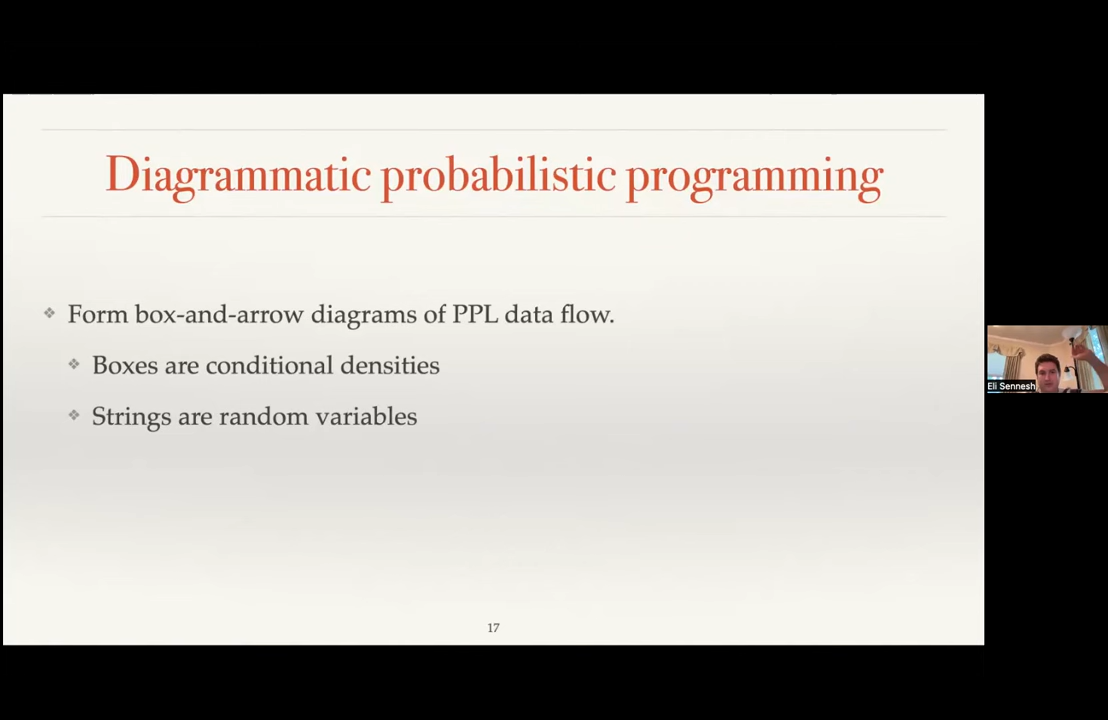 Diagrammatic probabilistic programming
Form box-and-arrow diagrams of PPL data flow.
Boxes are conditional densities
Strings are random variables
17
Eli Sennesh